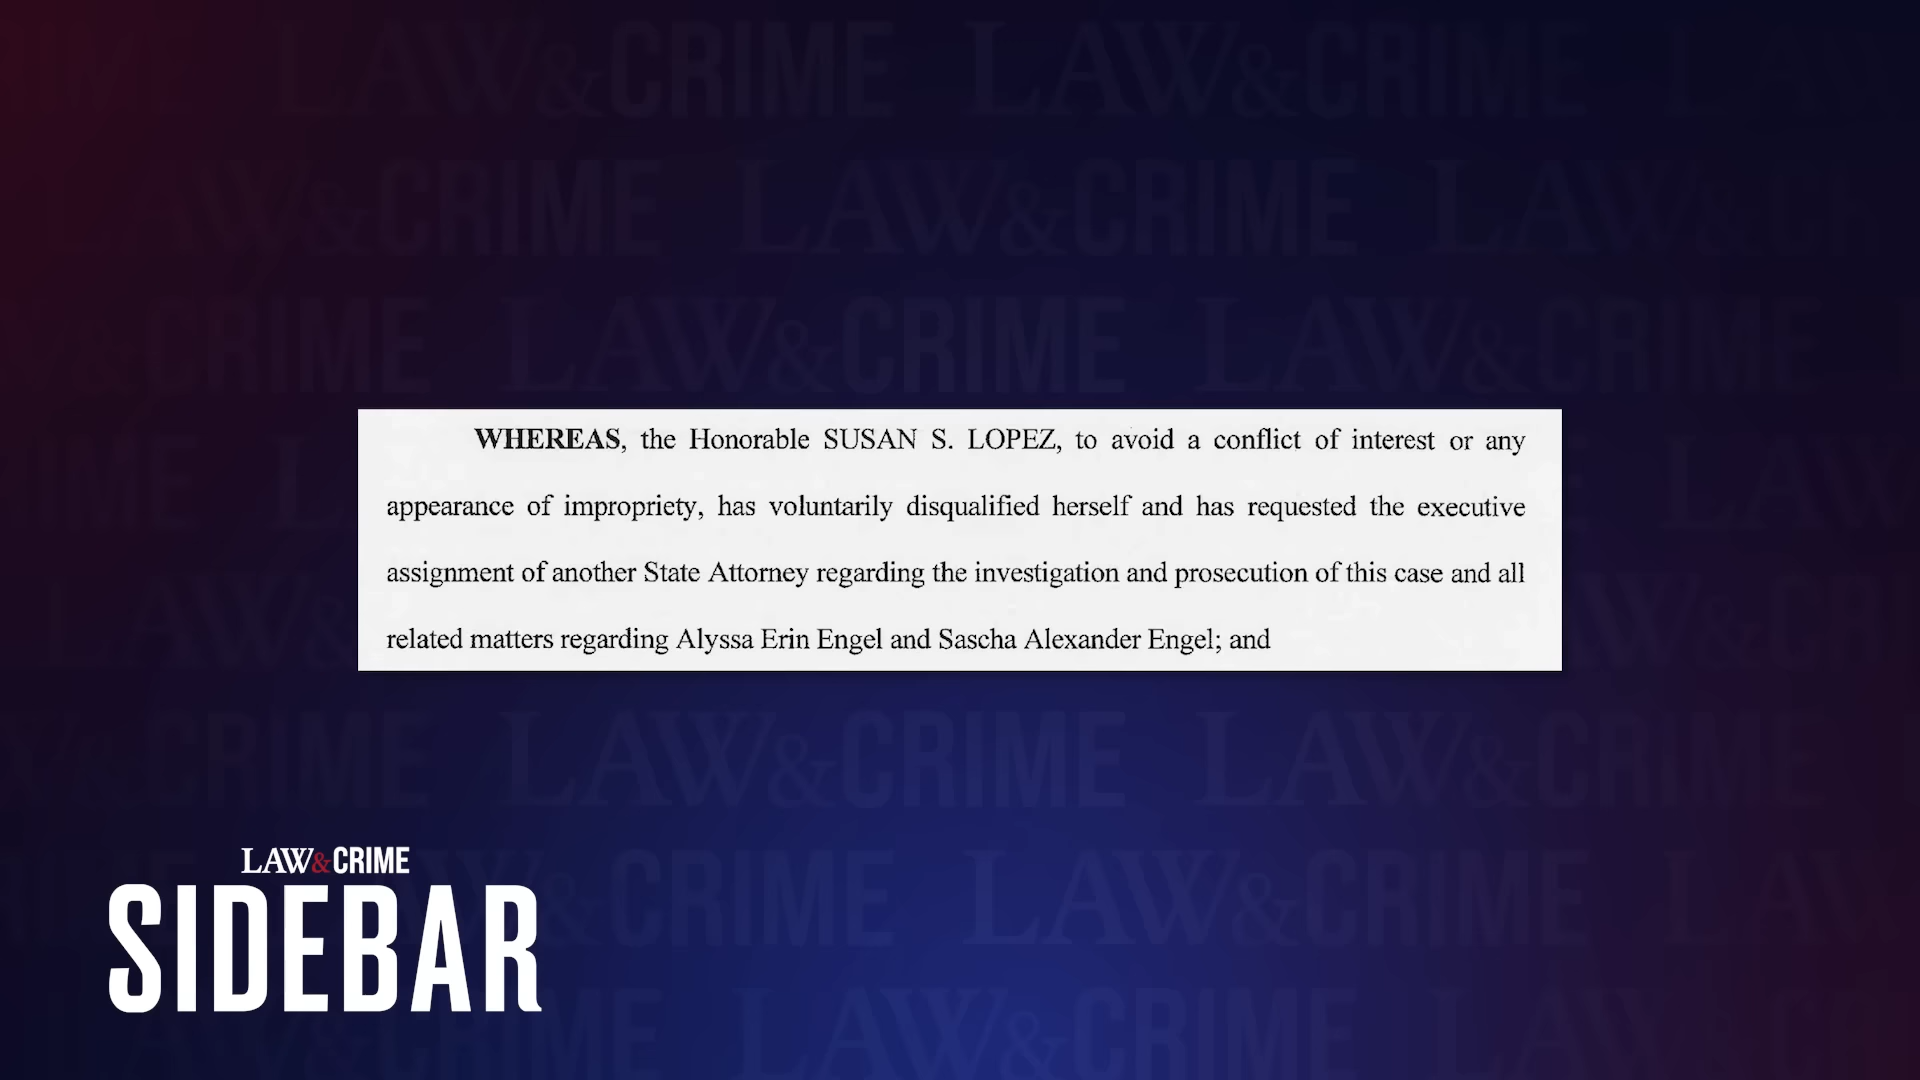 WHEREAS, the Honorable SUSAN S. LOPEZ, to avoid a conflict of interest or any
appearance of impropriety, has voluntarily disqualified herself and has requested the executive
assignment of another State Attorney regarding the investigation and prosecution of this case and all
related matters regarding Alyssa Erin Engel and Sascha Alexander Engel; and
LAW&CRIME
SIDEBAR